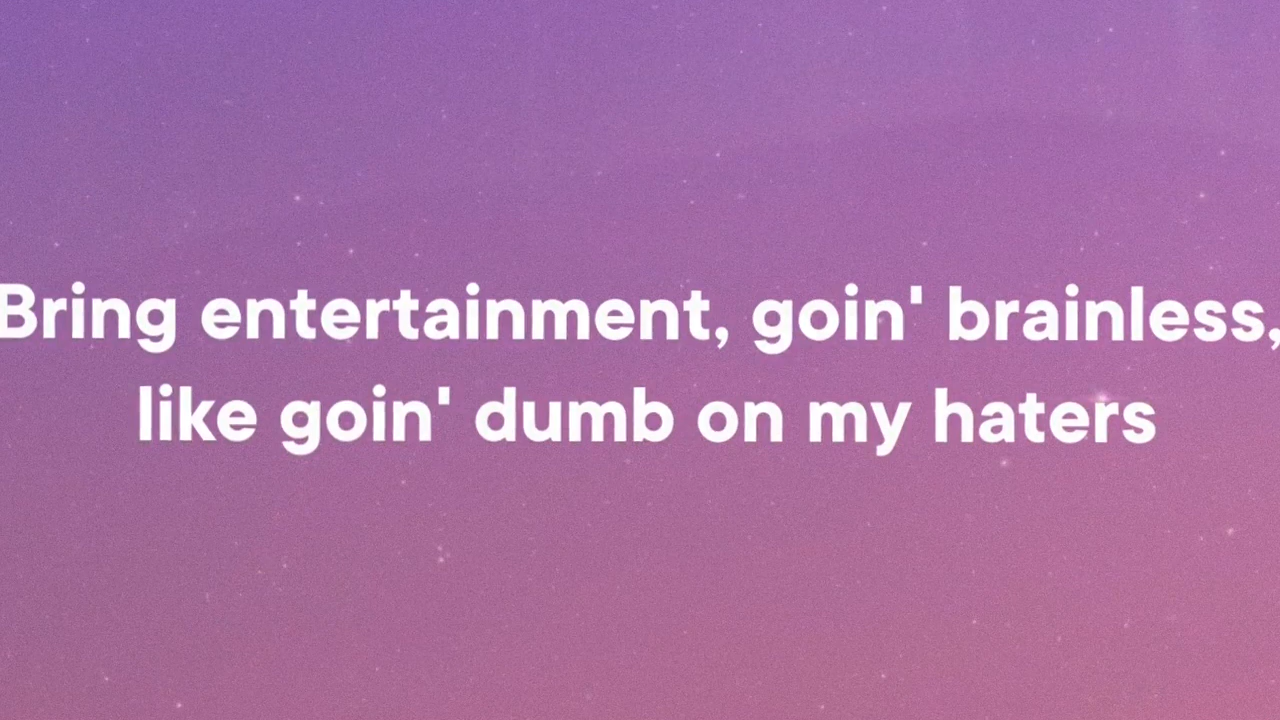 Bring entertainment, goin' brainless,
like goin' dumb on my haters